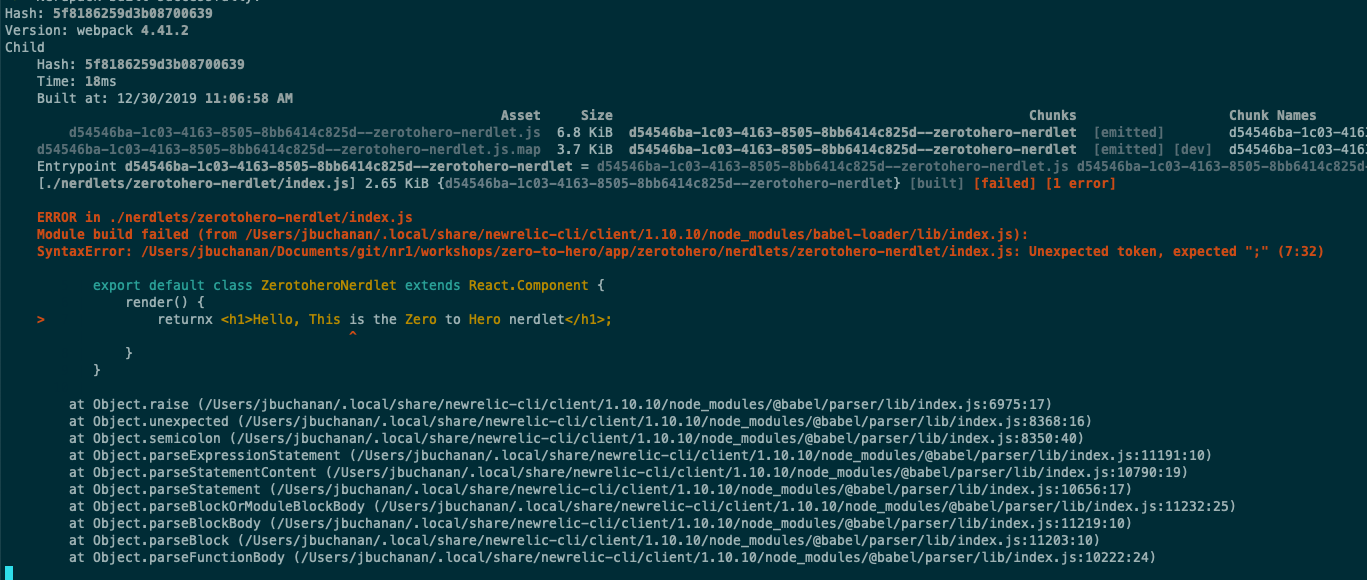 Hash: 5f8186259d3b08700639
Version: webpack 4.41.2
Child
Hash: 5f8186259d3b08700639
Time: 18ms
Built at: 12/30/2019 11:06:58 AM
Asset Size Chunks Chunk Names
d54546ba-1c03-4163-8505-8bb6414c825d--zerotohero-nerdlet.js 6.8 KiB d54546ba-1c03-4163-8505-8bb6414c825d--zerotohero-nerdlet [emitted] d54546ba-1c03-4163
d54546ba-1c03-4163-8505-8bb6414c825d--zerotohero-nerdlet.js.map 3.7 KiB d54546ba-1c03-4163-8505-8bb6414c825d--zerotohero-nerdlet [emitted] [dev] d54546ba-1c03-4163
Entrypoint d54546ba-1c03-4163-8505-8bb6414c825d--zerotohero-nerdlet = d54546ba-1c03-4163-8505-8bb6414c825d--zerotohero-nerdlet.js d54546ba-1c03-4163-8505-8bb6414c825d-
[./nerdlets/zerotohero-nerdlet/index.js] 2.65 KiB {d54546ba-1c03-4163-8505-8bb6414c825d--zerotohero-nerdlet} [built] [failed] [1 error]
ERROR in ./nerdlets/zerotohero-nerdlet/index.js
Module build failed (from /Users/jbuchanan/.local/share/newrelic-cli/client/1.10.10/node_modules/babel-loader/lib/index.js):
SyntaxError: /Users/jbuchanan/Documents/git/nr1/workshops/zero-to-hero/app/zerotohero/nerdlets/zerotohero-nerdlet/index.js: Unexpected token, expected ";" (7:32)
export default class ZerotoheroNerdlet extends React.Component {
render() {
> returnx <h1>Hello, This is the Zero to Hero nerdlet</h1>;
^
}
}
at Object.raise (/Users/jbuchanan/.local/share/newrelic-cli/client/1.10.10/node_modules/@babel/parser/lib/index.js:6975:17)
at Object.unexpected (/Users/jbuchanan/.local/share/newrelic-cli/client/1.10.10/node_modules/@babel/parser/lib/index.js:8368:16)
at Object.semicolon (/Users/jbuchanan/.local/share/newrelic-cli/client/1.10.10/node_modules/@babel/parser/lib/index.js:8350:40)
at Object.parseExpressionStatement (/Users/jbuchanan/.local/share/newrelic-cli/client/1.10.10/node_modules/@babel/parser/lib/index.js:11191:10)
at Object.parseStatementContent (/Users/jbuchanan/.local/share/newrelic-cli/client/1.10.10/node_modules/@babel/parser/lib/index.js:10790:19)
at Object.parseStatement (/Users/jbuchanan/.local/share/newrelic-cli/client/1.10.10/node_modules/@babel/parser/lib/index.js:10656:17)
at Object.parseBlockOrModuleBlockBody (/Users/jbuchanan/.local/share/newrelic-cli/client/1.10.10/node_modules/@babel/parser/lib/index.js:11232:25)
at Object.parseBlockBody (/Users/jbuchanan/.local/share/newrelic-cli/client/1.10.10/node_modules/@babel/parser/lib/index.js:11219:10)
at Object.parseBlock (/Users/jbuchanan/.local/share/newrelic-cli/client/1.10.10/node_modules/@babel/parser/lib/index.js:11203:10)
at Object.parseFunctionBody (/Users/jbuchanan/.local/share/newrelic-cli/client/1.10.10/node_modules/@babel/parser/lib/index.js:10222:24)